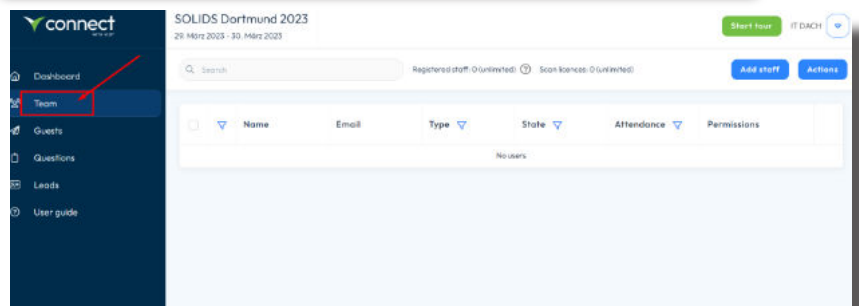 connect
SOLIDS Dortmund 2023
29. März 2023 - 30. März 2023
Start tour
IT DACH
Dashboard
Team
Guests
Questions
Leads
User guide
Search
Registered staff: 0 (unlimited)
Scan licences: 0 (unlimited)
Add staff
Actions
Name
Email
Type
State
Attendance
Permissions
No users